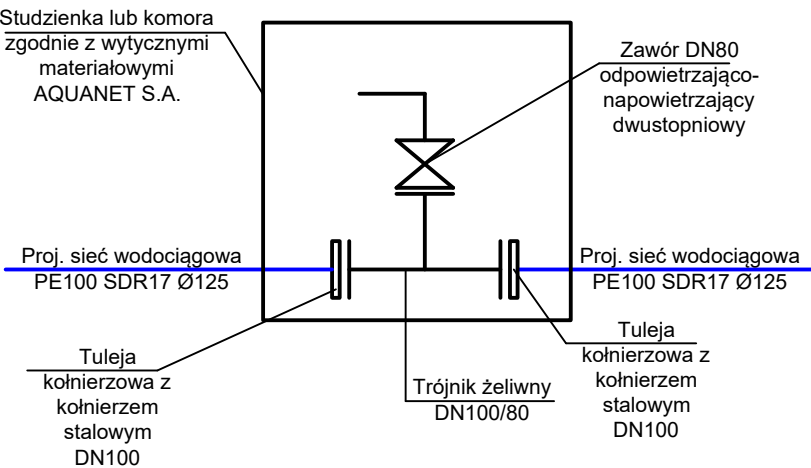 Studzienka lub komora
zgodnie z wytycznymi
materiałowymi
AQUANET S.A.
Zawór DN80
odpowietrzająco-
napowietrzający
dwustopniowy
Proj. sieć wodociągowa
PE100 SDR17 Ø125
Proj. sieć wodociągowa
PE100 SDR17 Ø125
Tuleja
kołnierzowa z
kołnierzem
stalowym
DN100
Trójnik żeliwny
DN100/80
Tuleja
kołnierzowa z
kołnierzem
stalowym
DN100